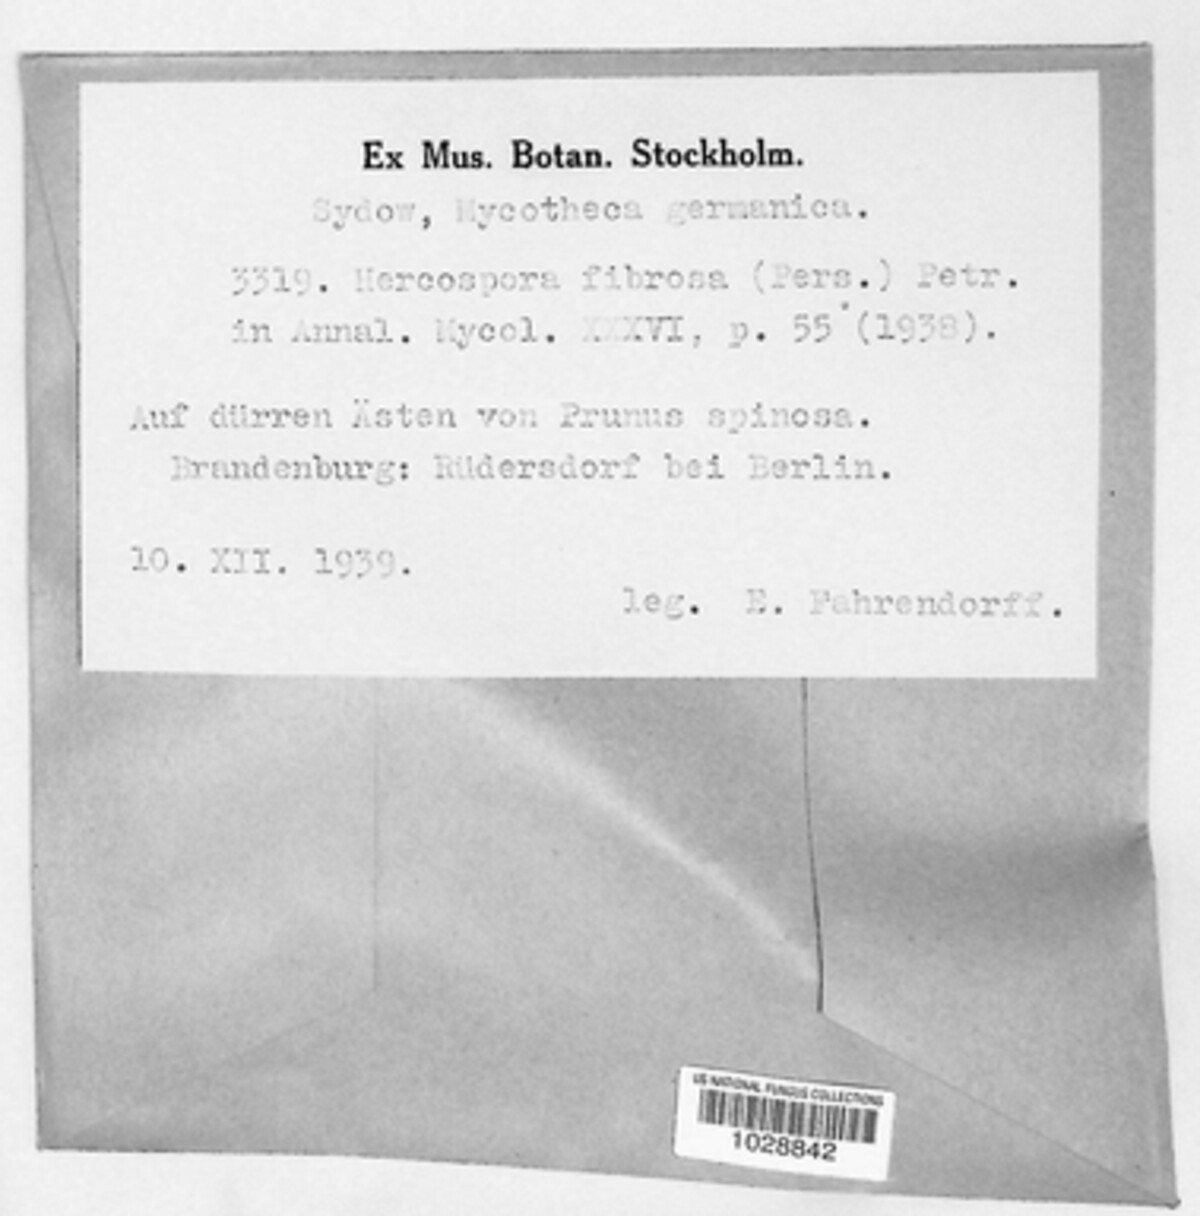 Ex Mus. Botan. Stockholm.
Sydow, Mycotheca germanica.
3319. Hercospora fibrosa (Pers.) Petr.
in Annal. Mycol. XXXVI, p. 55 (1938).
Auf dürren Ästen von Prunus spinosa.
Brandenburg: Rüdersdorf bei Berlin.
10. XII. 1939.
leg. E. Fahrendorff.
US NATIONAL FUNGUS COLLECTIONS
1028842